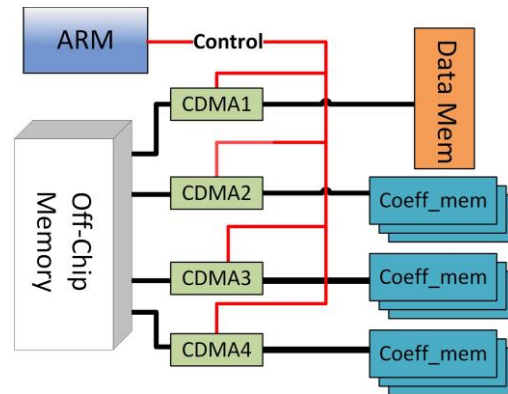 ARM
Control
CDMA1
Data Mem
Off-Chip
Memory
CDMA2
Coeff_mem
CDMA3
Coeff_mem
CDMA4
Coeff_mem